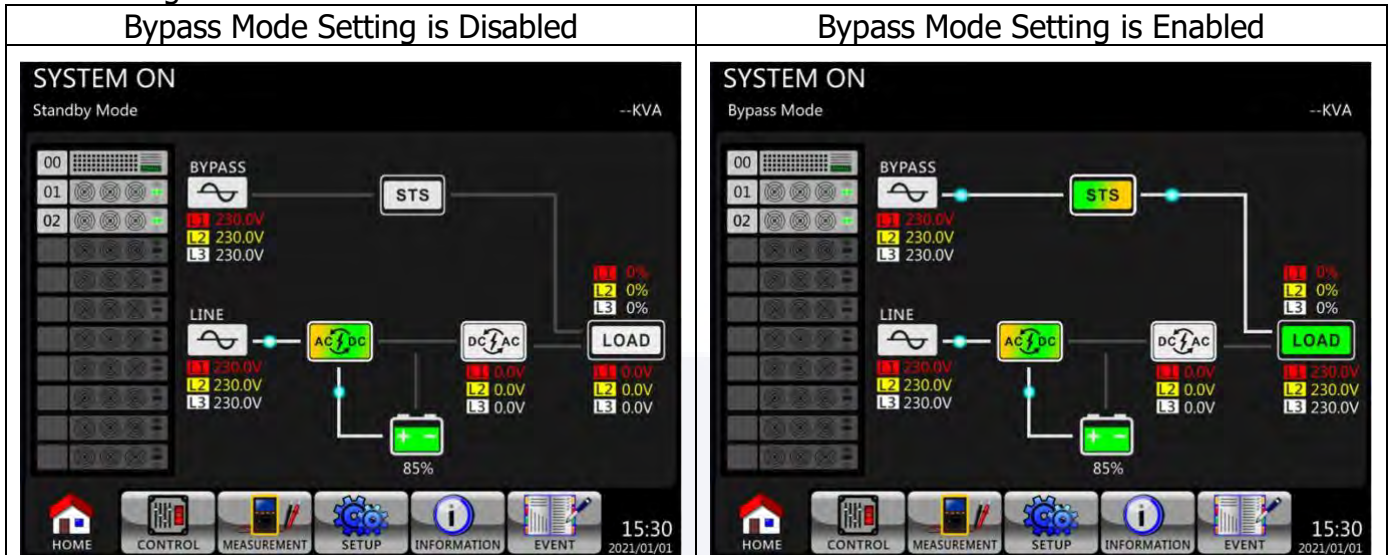 Bypass Mode Setting is Disabled
SYSTEM ON
Standby Mode
--KVA
00
01
02
BYPASS
STS
L1 230.0V
L2 230.0V
L3 230.0V
L1 0%
L2 0%
L3 0%
LINE
AC DC
DC AC
LOAD
L1 230.0V
L2 230.0V
L3 230.0V
L1 0.0V
L2 0.0V
L3 0.0V
L1 0.0V
L2 0.0V
L3 0.0V
+ -
85%
HOME
CONTROL
MEASUREMENT
SETUP
i
INFORMATION
EVENT
15:30
2021/01/01
Bypass Mode Setting is Enabled
SYSTEM ON
Bypass Mode
--KVA
00
01
02
BYPASS
STS
L1 230.0V
L2 230.0V
L3 230.0V
L1 0%
L2 0%
L3 0%
LINE
AC DC
DC AC
LOAD
L1 230.0V
L2 230.0V
L3 230.0V
L1 0.0V
L2 0.0V
L3 0.0V
L1 230.0V
L2 230.0V
L3 230.0V
+ -
85%
HOME
CONTROL
MEASUREMENT
SETUP
i
INFORMATION
EVENT
15:30
2021/01/01